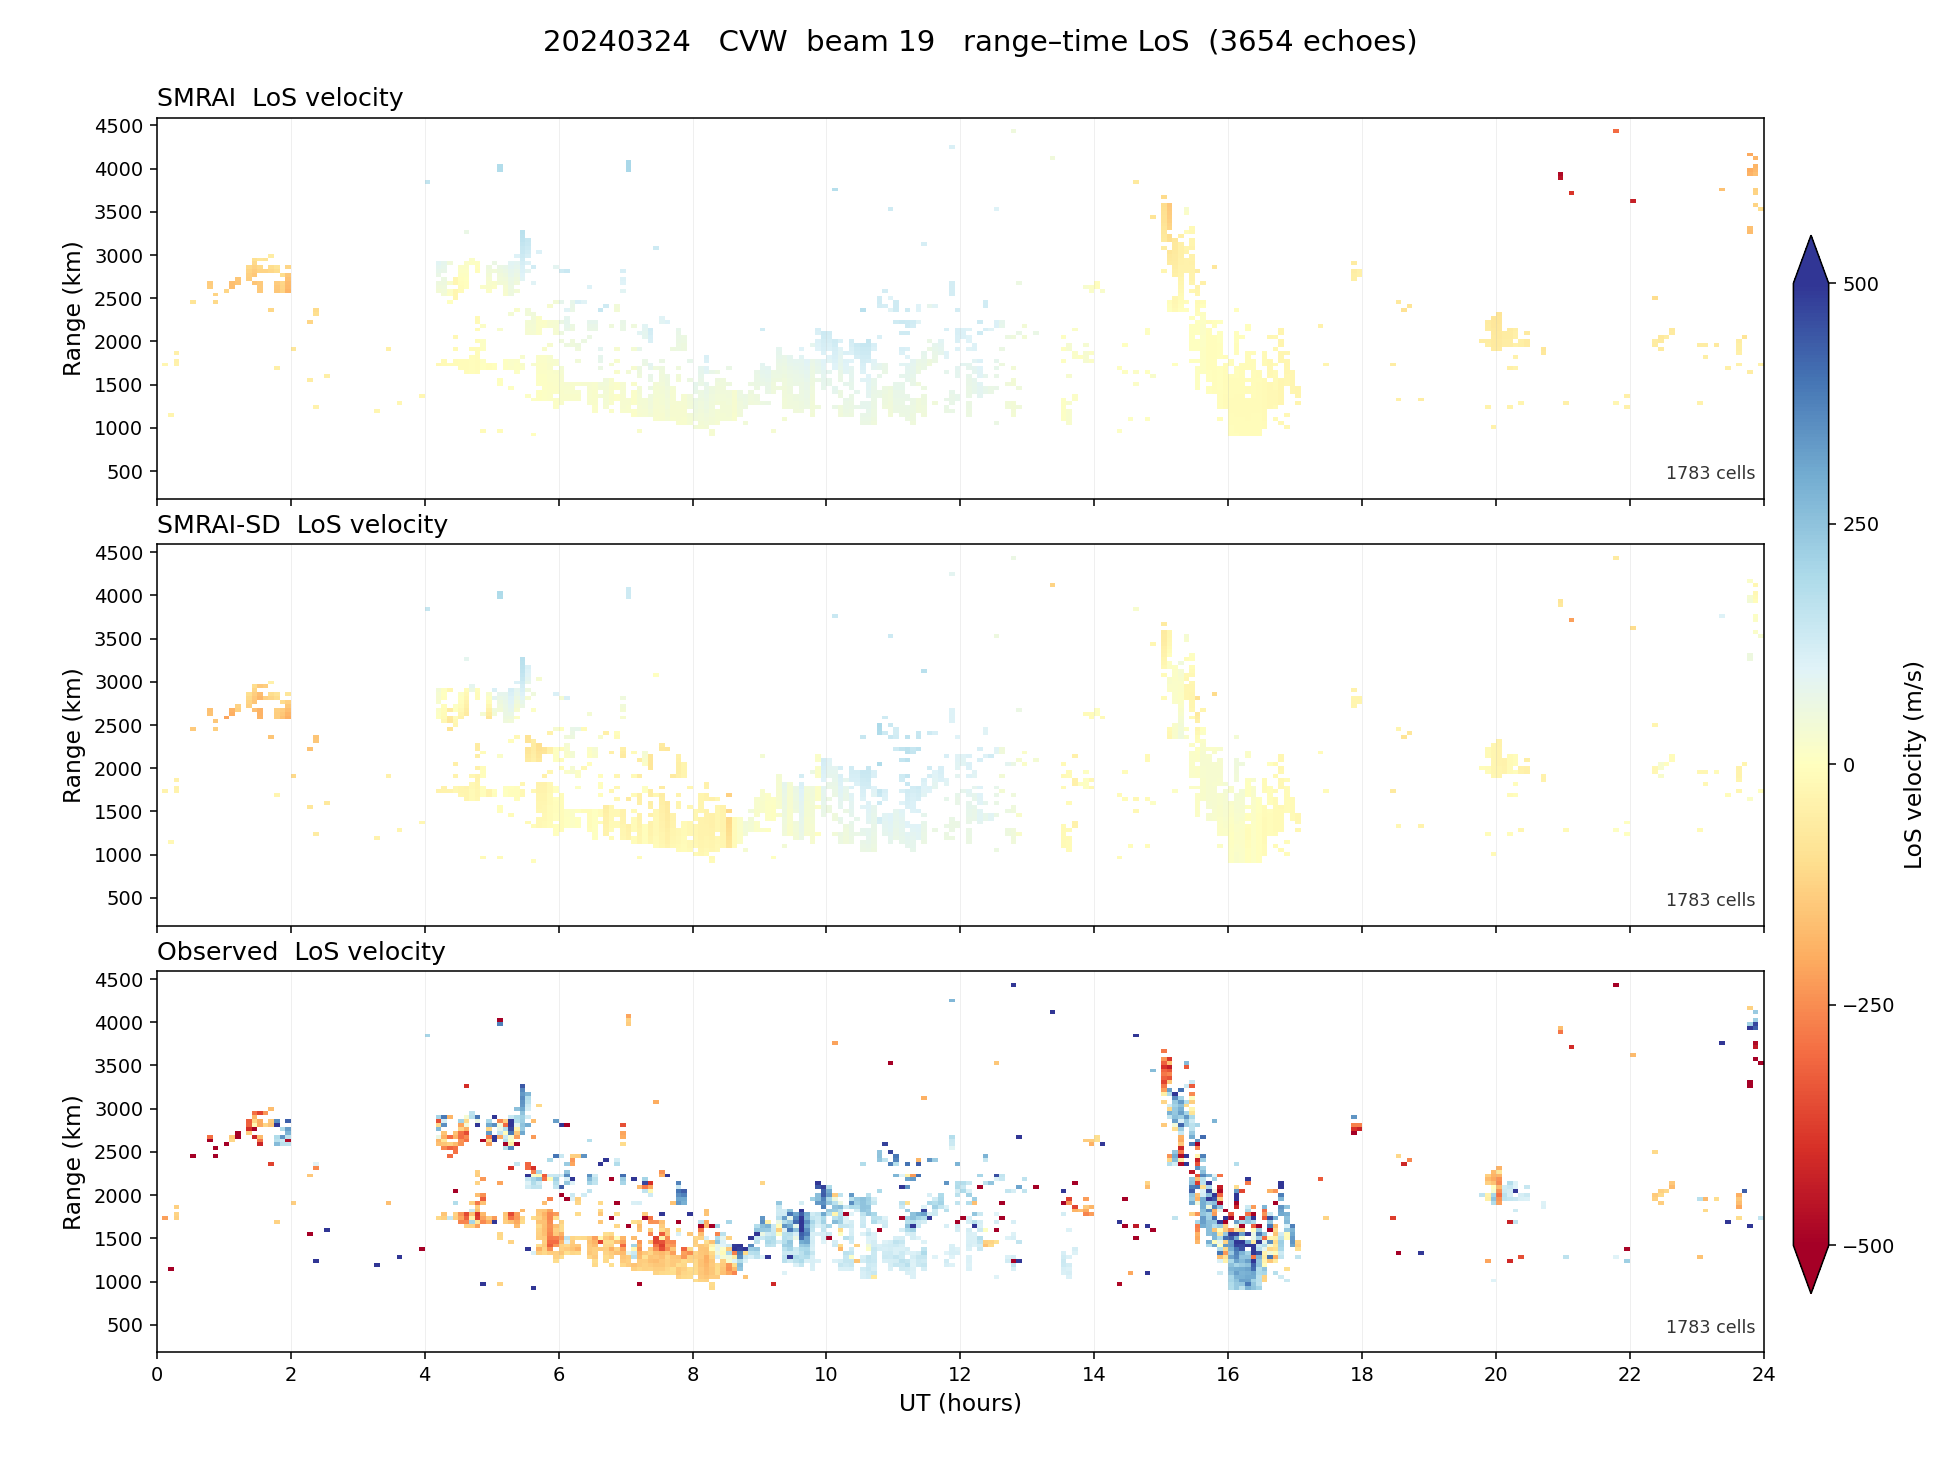 20240324   CVW  beam 19   range–time LoS  (3654 echoes)
SMRAI  LoS velocity
4500
4000
3500
3000
2500
2000
1500
1000
500
Range (km)
1783 cells
SMRAI-SD  LoS velocity
4500
4000
3500
3000
2500
2000
1500
1000
500
Range (km)
1783 cells
Observed  LoS velocity
4500
4000
3500
3000
2500
2000
1500
1000
500
Range (km)
1783 cells
0 2 4 6 8 10 12 14 16 18 20 22 24
UT (hours)
500
250
0
−250
−500
LoS velocity (m/s)